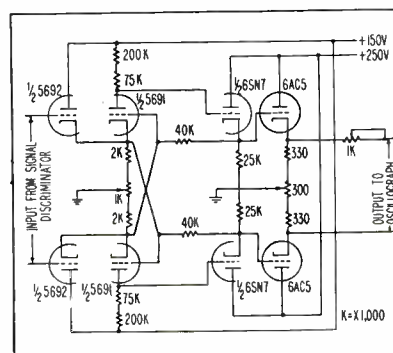 +150V
+250V
200K
75K
½ 5692
½ 5691
½ 6SN7
6AC5
40K
2K
1K
2K
25K
25K
330
300
330
1K
40K
INPUT FROM SIGNAL
DISCRIMINATOR
OUTPUT TO
OSCILLOGRAPH
½ 5692
½ 5691
75K
200K
½ 6SN7
6AC5
K=X1,000